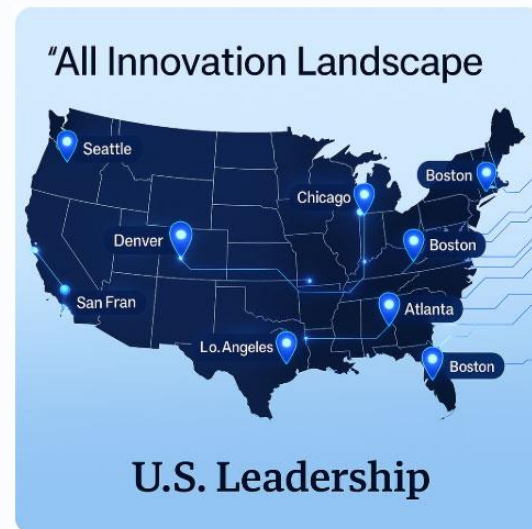 “All Innovation Landscape
Seattle
Boston
Chicago
Denver
Boston
San Fran
Atlanta
Lo. Angeles
Boston
U.S. Leadership